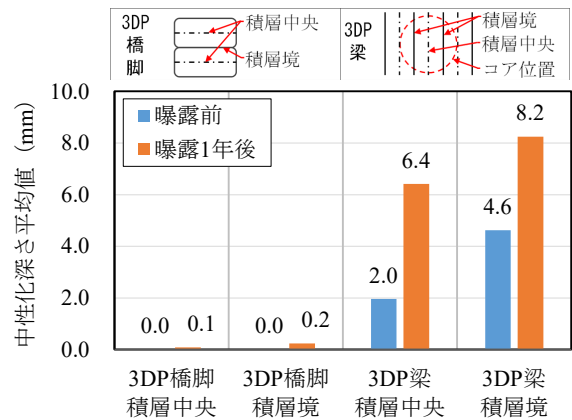 3DP
橋
脚
積層中央
積層境
3DP
梁
積層境
積層中央
コア位置
中性化深さ平均値 (mm)
10.0
8.0
6.0
4.0
2.0
0.0
曝露前
曝露1年後
0.0
0.1
0.0
0.2
2.0
6.4
4.6
8.2
3DP橋脚
積層中央
3DP橋脚
積層境
3DP梁
積層中央
3DP梁
積層境